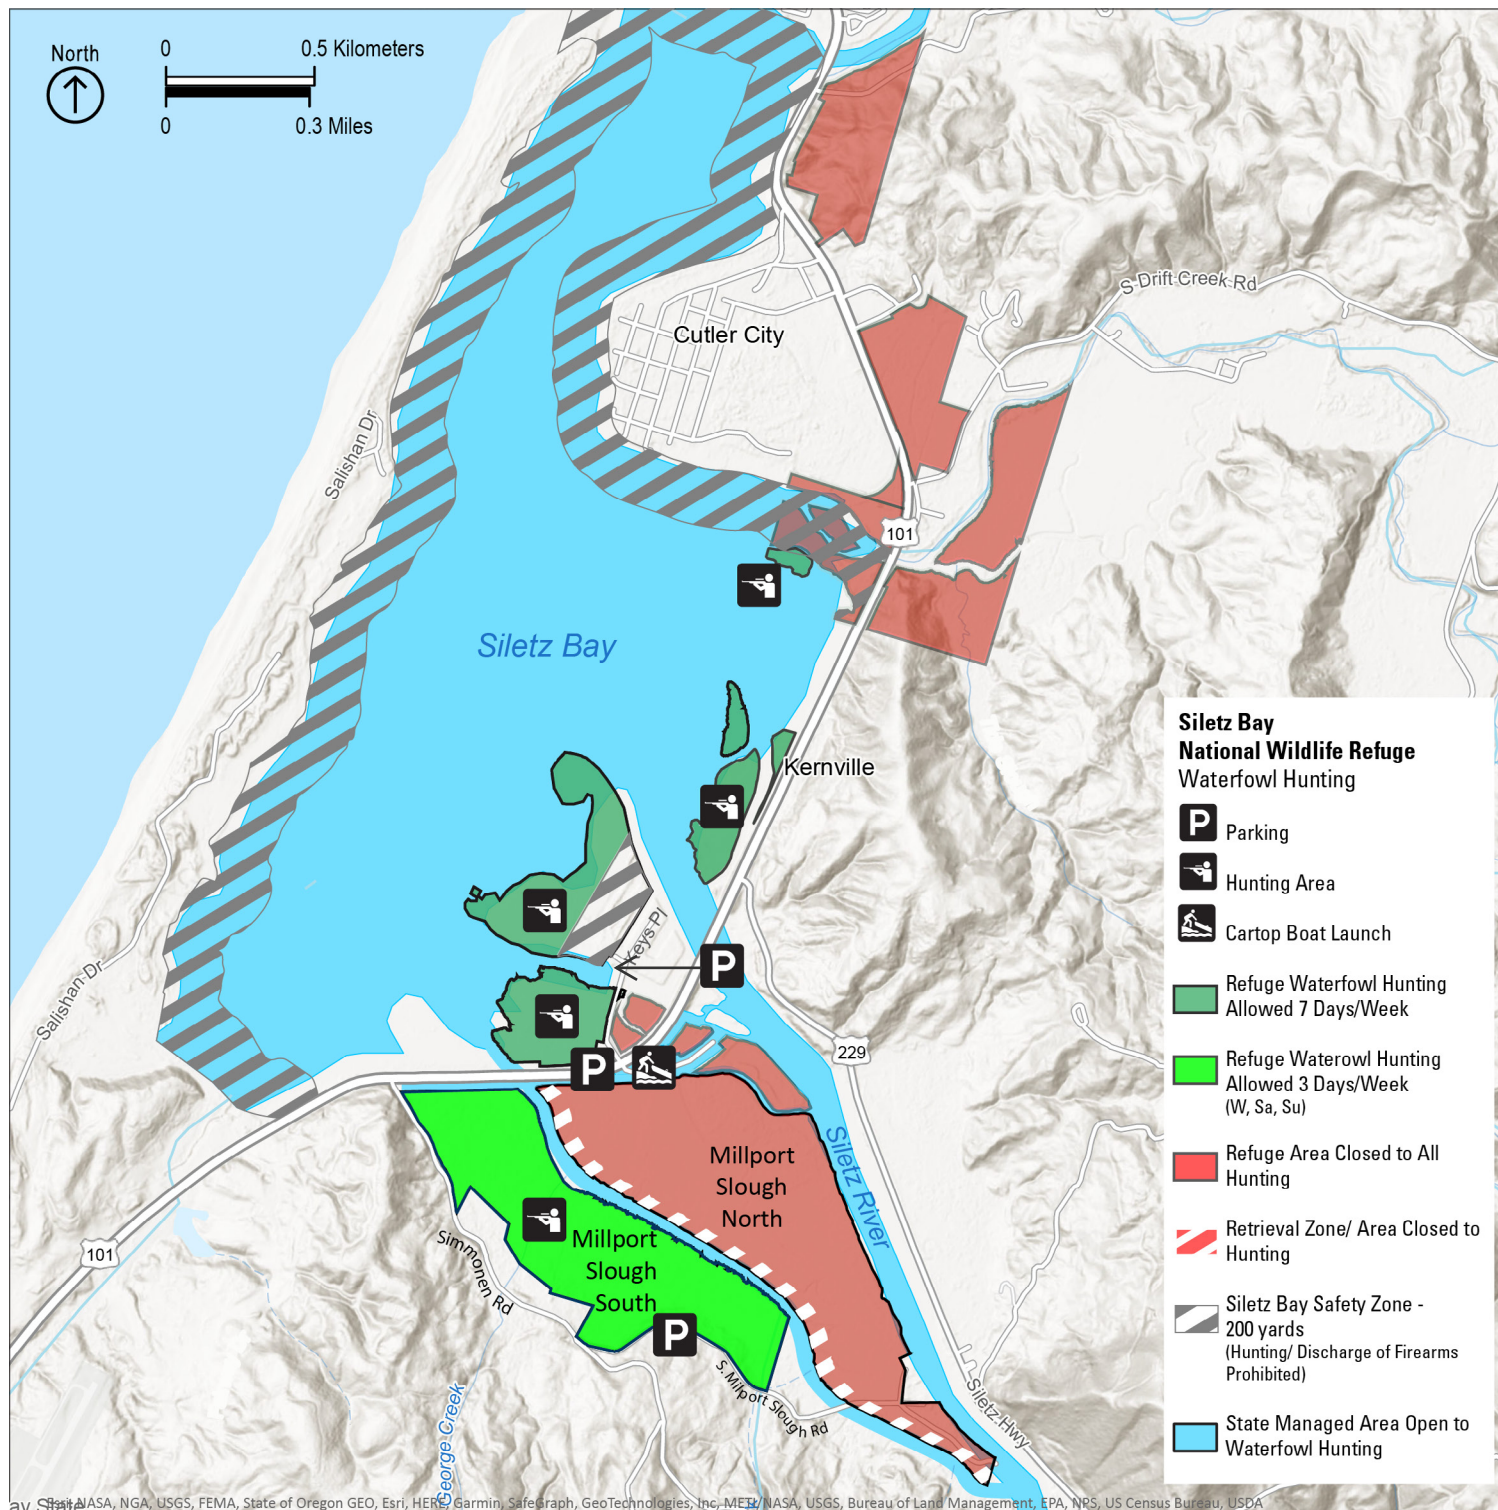 North
0
0.5 Kilometers
0
0.3 Miles
S Drift Creek Rd
Cutler City
Salishan Dr
101
Siletz Bay
Kernville
Keys Pl
P
Salishan Dr
P
229
Siletz River
Millport
Slough
North
101
Simmonen Rd
Millport
Slough
South
P
S. Milport Slough Rd
George Creek
Siletz Hwy
Siletz Bay
National Wildlife Refuge
Waterfowl Hunting
P Parking
Hunting Area
Cartop Boat Launch
Refuge Waterfowl Hunting
Allowed 7 Days/Week
Refuge Waterowl Hunting
Allowed 3 Days/Week
(W, Sa, Su)
Refuge Area Closed to All
Hunting
Retrieval Zone/ Area Closed to
Hunting
Siletz Bay Safety Zone -
200 yards
(Hunting/ Discharge of Firearms
Prohibited)
State Managed Area Open to
Waterfowl Hunting
ay State
Esri, NASA, NGA, USGS, FEMA, State of Oregon GEO, Esri, HERE, Garmin, SafeGraph, GeoTechnologies, Inc, METI/ NASA, USGS, Bureau of Land Management, EPA, NPS, US Census Bureau, USDA